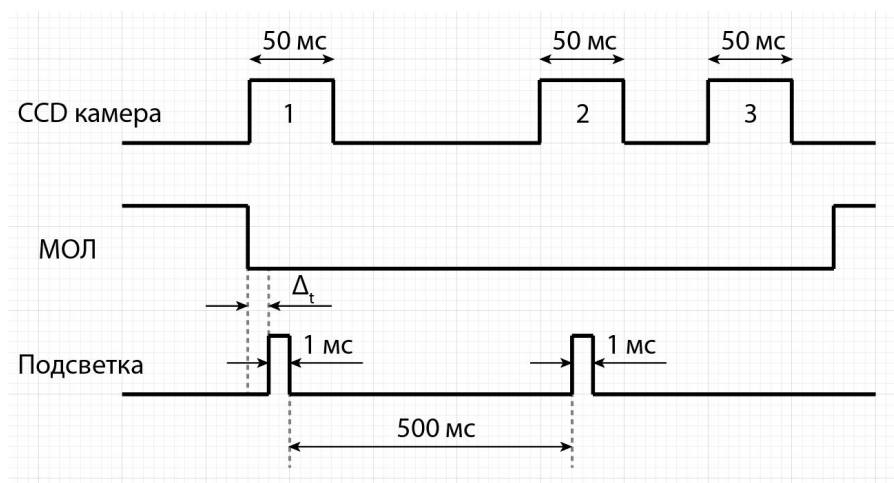 50 мс 50 мс 50 мс
CCD камера 1 2 3
МОЛ
Δt
Подсветка 1 мс 1 мс
500 мс